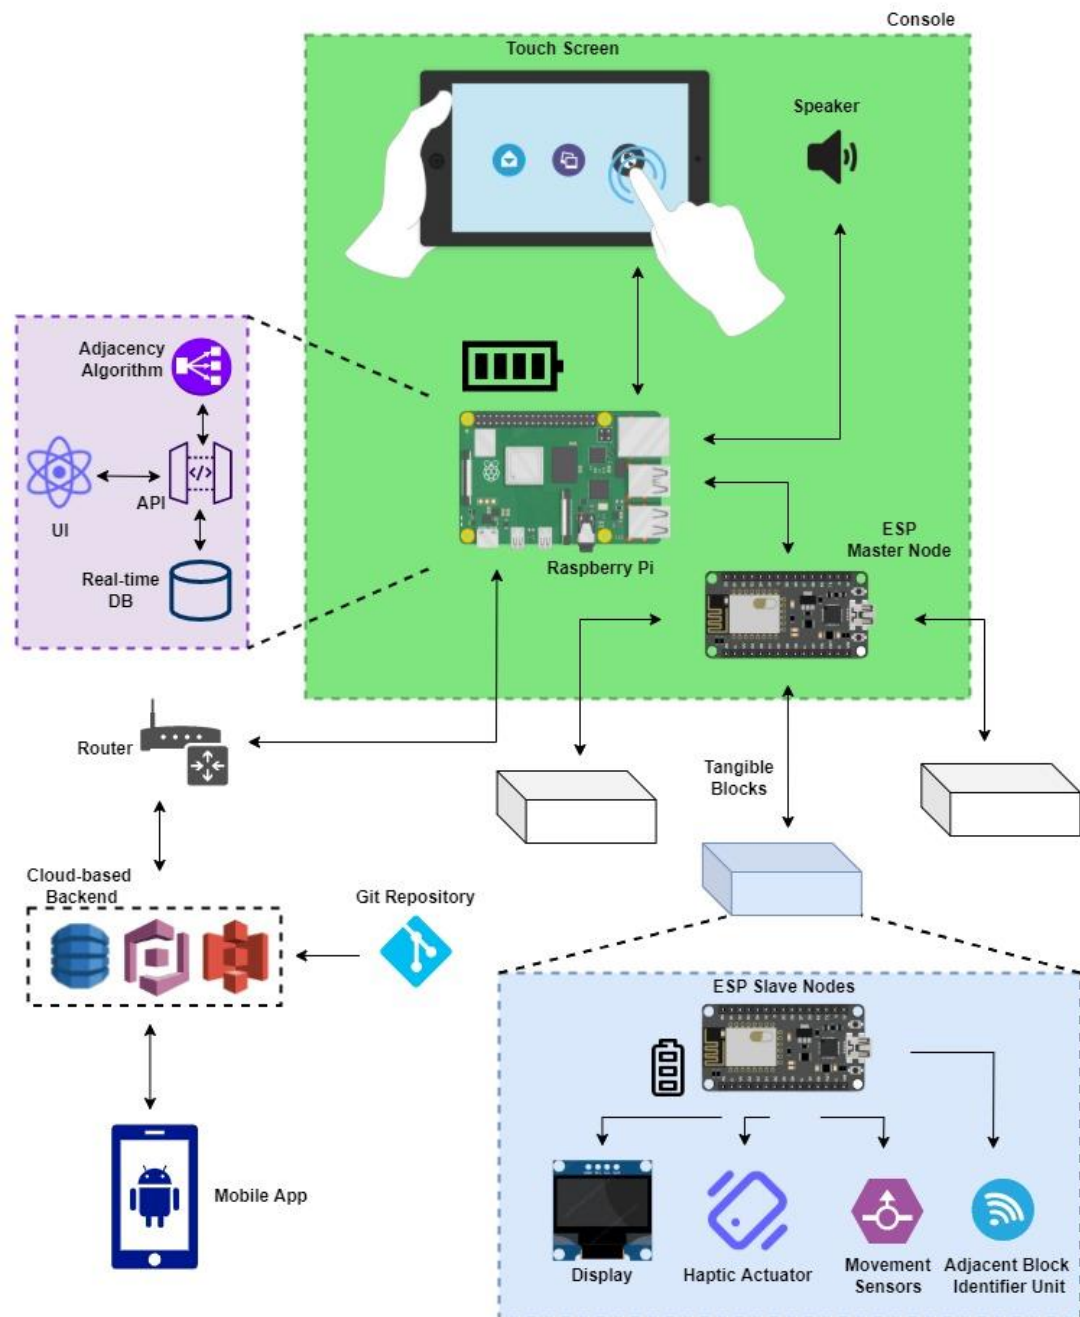 Console
Touch Screen
Speaker
Adjacency
Algorithm
</>
API
UI
Real-time
DB
Raspberry Pi
ESP
Master Node
Router
Tangible
Blocks
Cloud-based
Backend
Git Repository
ESP Slave Nodes
Mobile App
Display
Haptic Actuator
Movement
Sensors
Adjacent Block
Identifier Unit